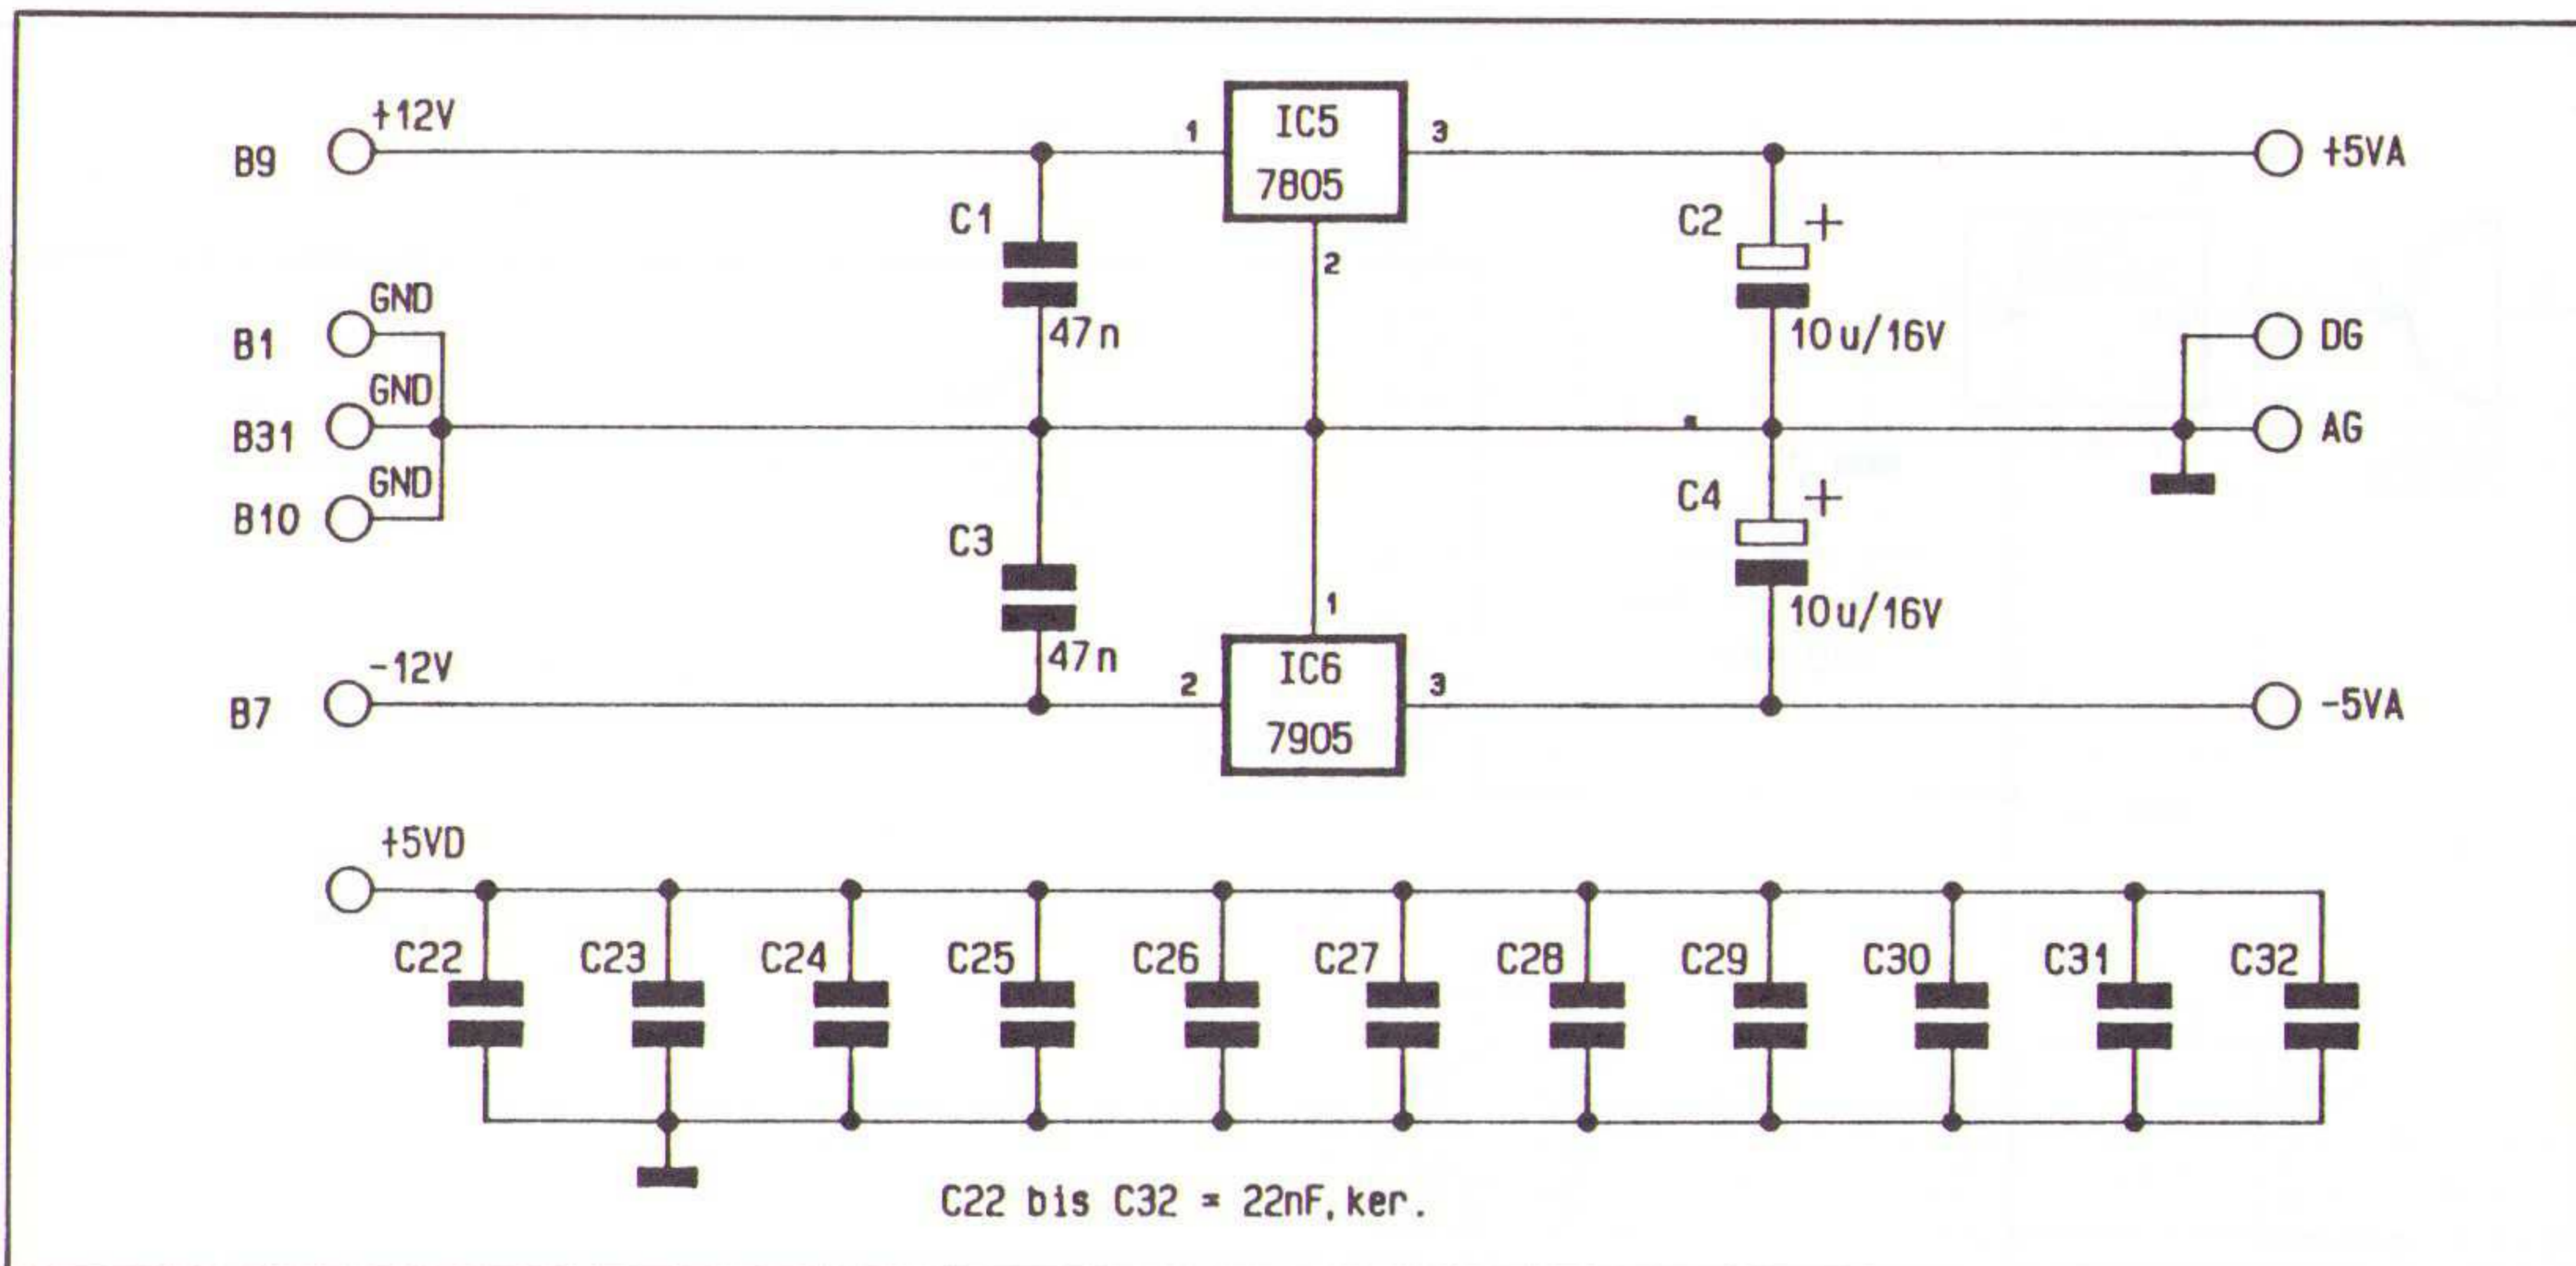 +12V
B9
1
IC5
7805
3
+5VA
C1
47n
2
C2
+
10u/16V
GND
B1
GND
B31
GND
B10
DG
AG
C3
47n
1
C4
+
10u/16V
-12V
B7
2
IC6
7905
3
-5VA
+5VD
C22
C23
C24
C25
C26
C27
C28
C29
C30
C31
C32
C22 bis C32 = 22nF, ker.